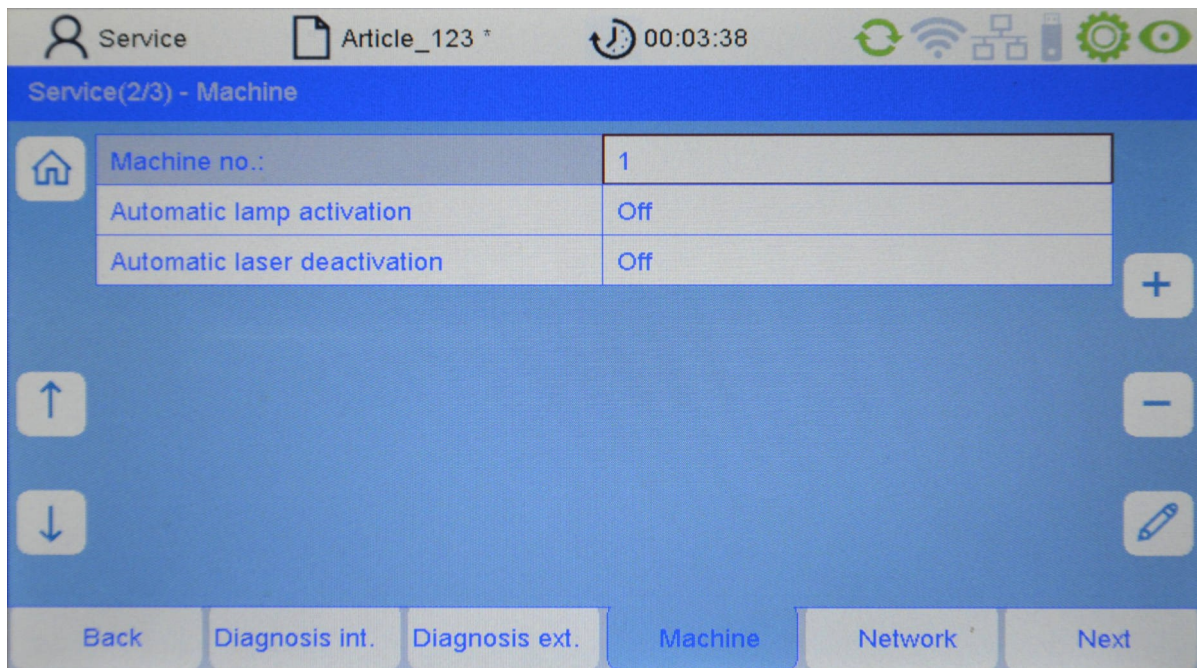 Service Article_123 * 00:03:38
Service(2/3) - Machine
Machine no.: 1
Automatic lamp activation Off
Automatic laser deactivation Off
Back Diagnosis int. Diagnosis ext. Machine Network Next